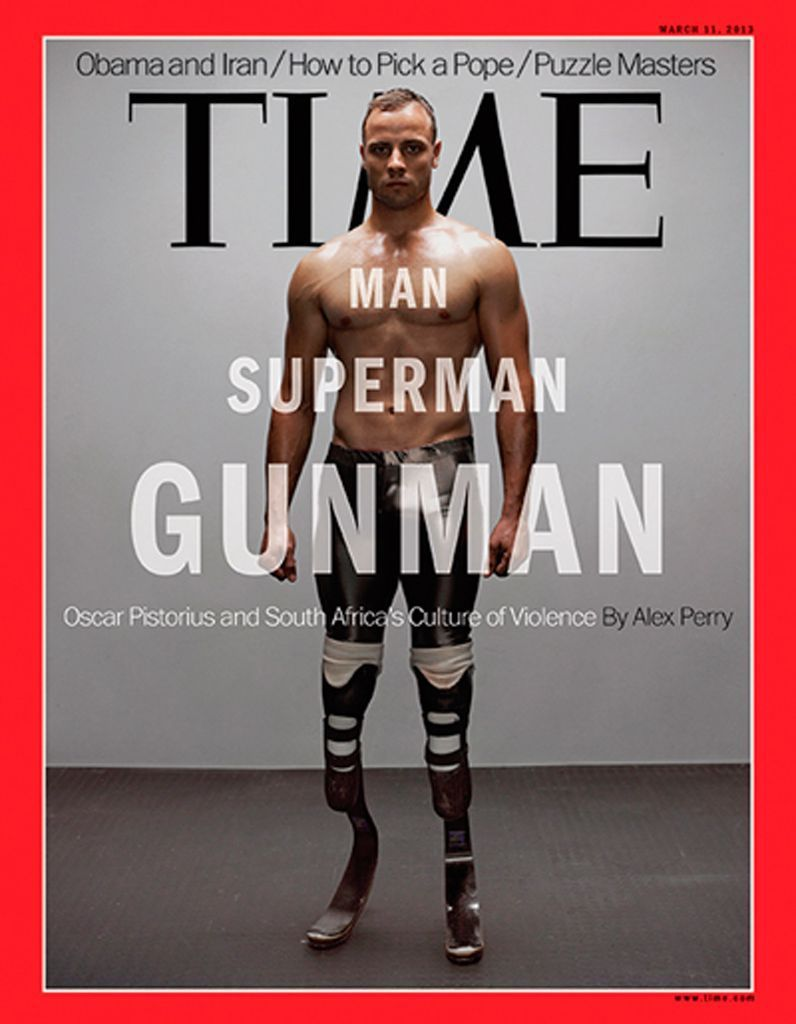 MARCH 11, 2013
Obama and Iran/How to Pick a Pope/Puzzle Masters
TIME
MAN
SUPERMAN
GUNMAN
Oscar Pistorius and South Africa's Culture of Violence By Alex Perry
www.time.com